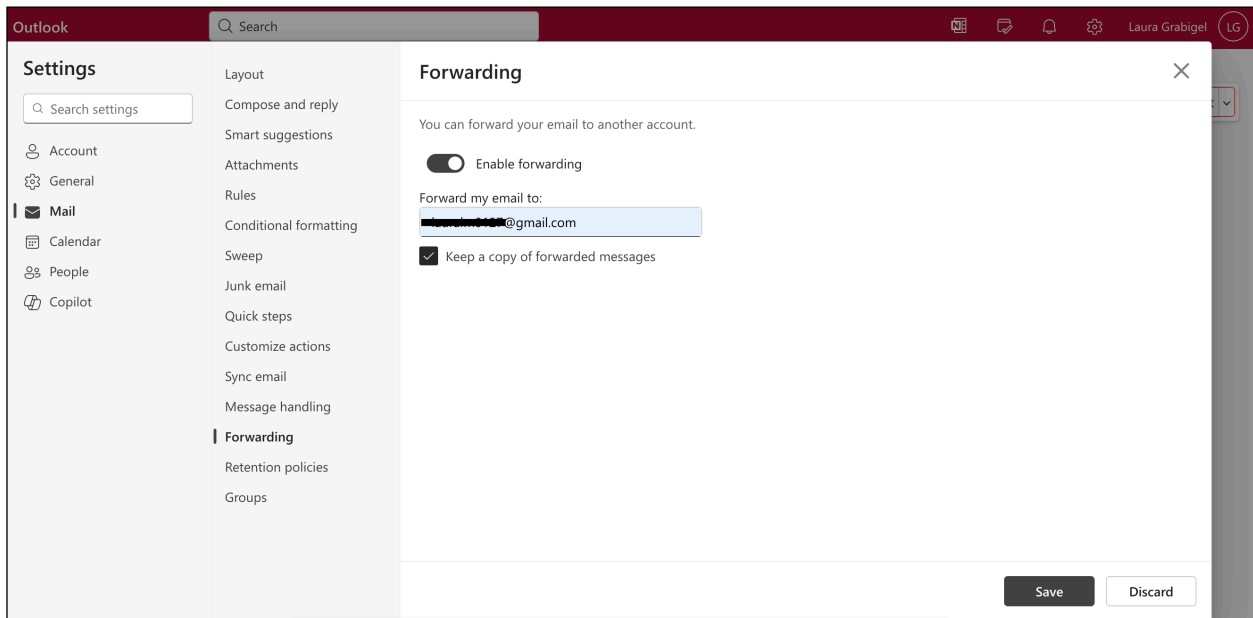 Outlook
Search
Laura Grabigel
LG
Settings
Search settings
Account
General
Mail
Calendar
People
Copilot
Layout
Compose and reply
Smart suggestions
Attachments
Rules
Conditional formatting
Sweep
Junk email
Quick steps
Customize actions
Sync email
Message handling
Forwarding
Retention policies
Groups
Forwarding
You can forward your email to another account.
Enable forwarding
Forward my email to:
@gmail.com
Keep a copy of forwarded messages
Save
Discard